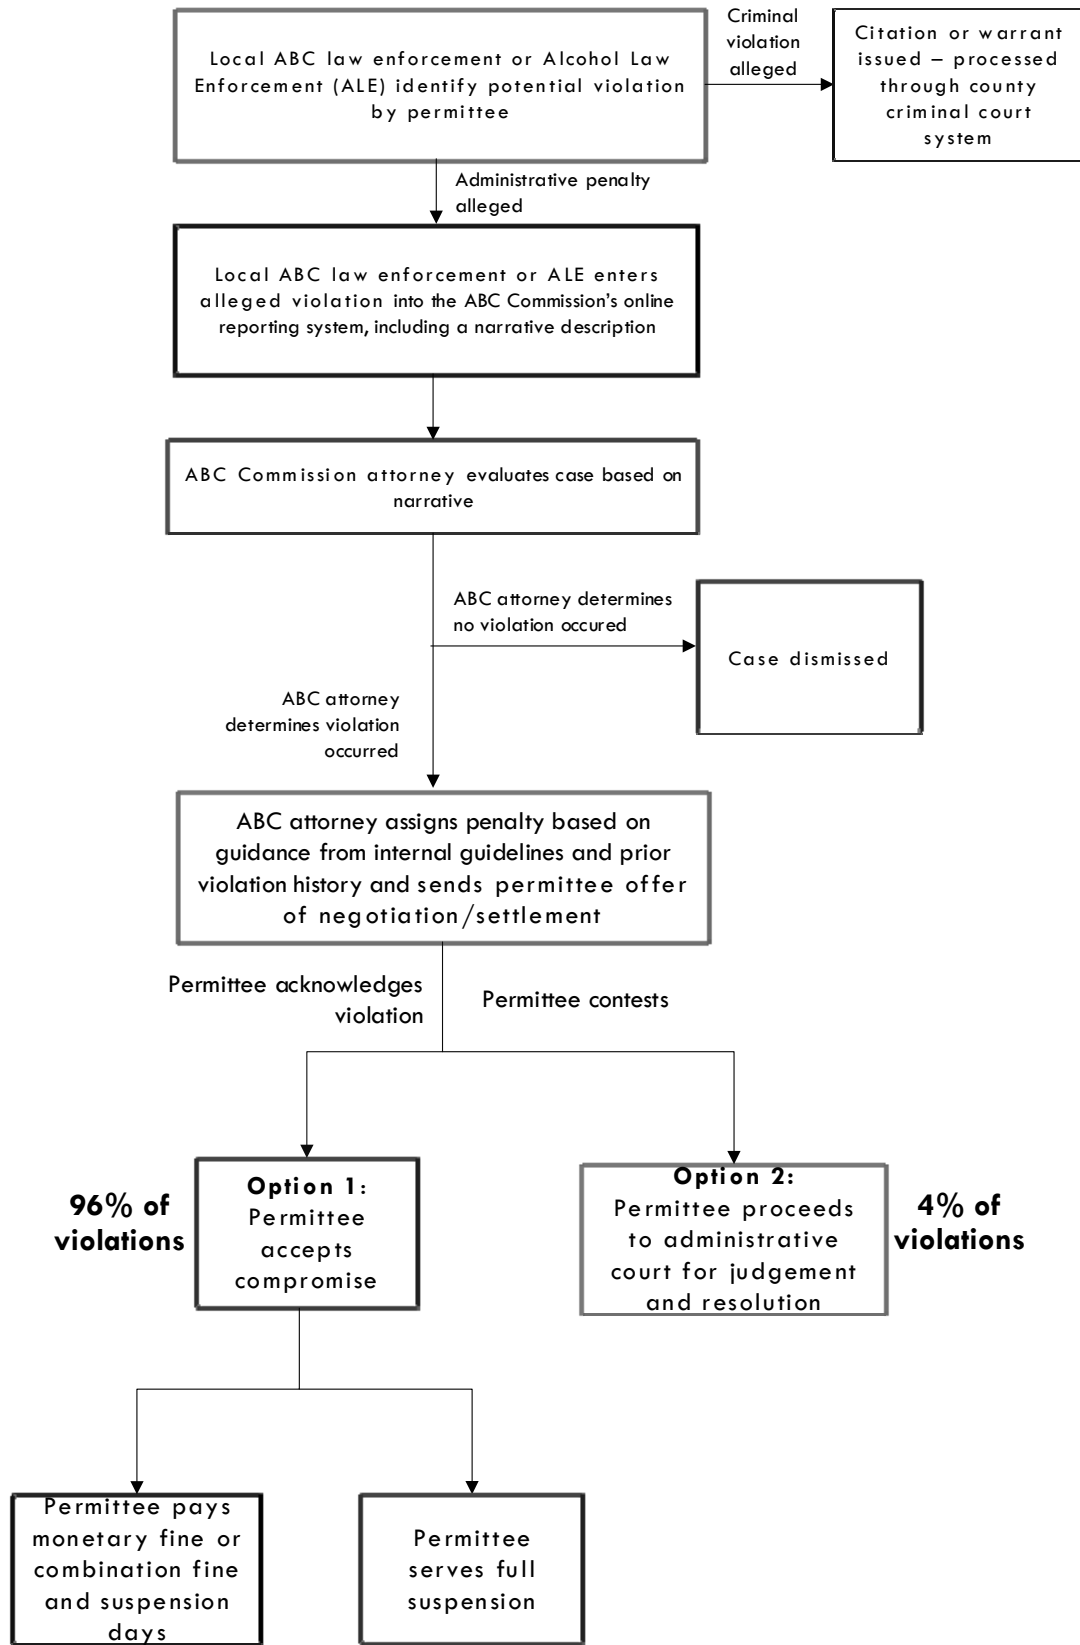 Local ABC law enforcement or Alcohol Law
Enforcement (ALE) identify potential violation
by permittee
Criminal
violation
alleged
Citation or warrant
issued – processed
through county
criminal court
system
Administrative penalty
alleged
Local ABC law enforcement or ALE enters
alleged violation into the ABC Commission's online
reporting system, including a narrative description
ABC Commission attorney evaluates case based on
narrative
ABC attorney determines
no violation occured
Case dismissed
ABC attorney
determines violation
occurred
ABC attorney assigns penalty based on
guidance from internal guidelines and prior
violation history and sends permittee offer
of negotiation/settlement
Permittee acknowledges
violation
Permittee contests
96% of
violations
Option 1:
Permittee
accepts
compromise
Option 2:
Permittee proceeds
to administrative
court for judgement
and resolution
4% of
violations
Permittee pays
monetary fine or
combination fine
and suspension
days
Permittee
serves full
suspension